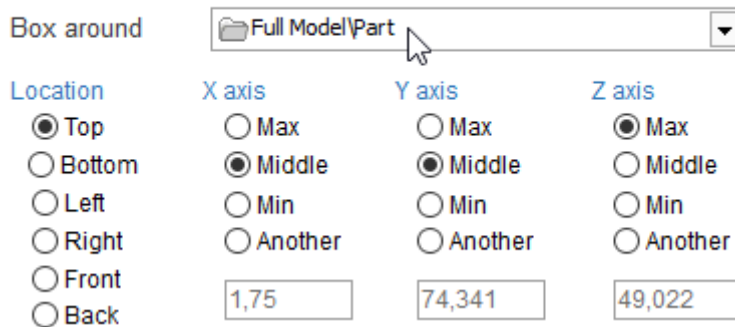 Box around Full Model\Part
Location X axis Y axis Z axis
Top Max Max Max
Bottom Middle Middle Middle
Left Min Min Min
Right Another Another Another
Front
1,75 74,341 49,022
Back